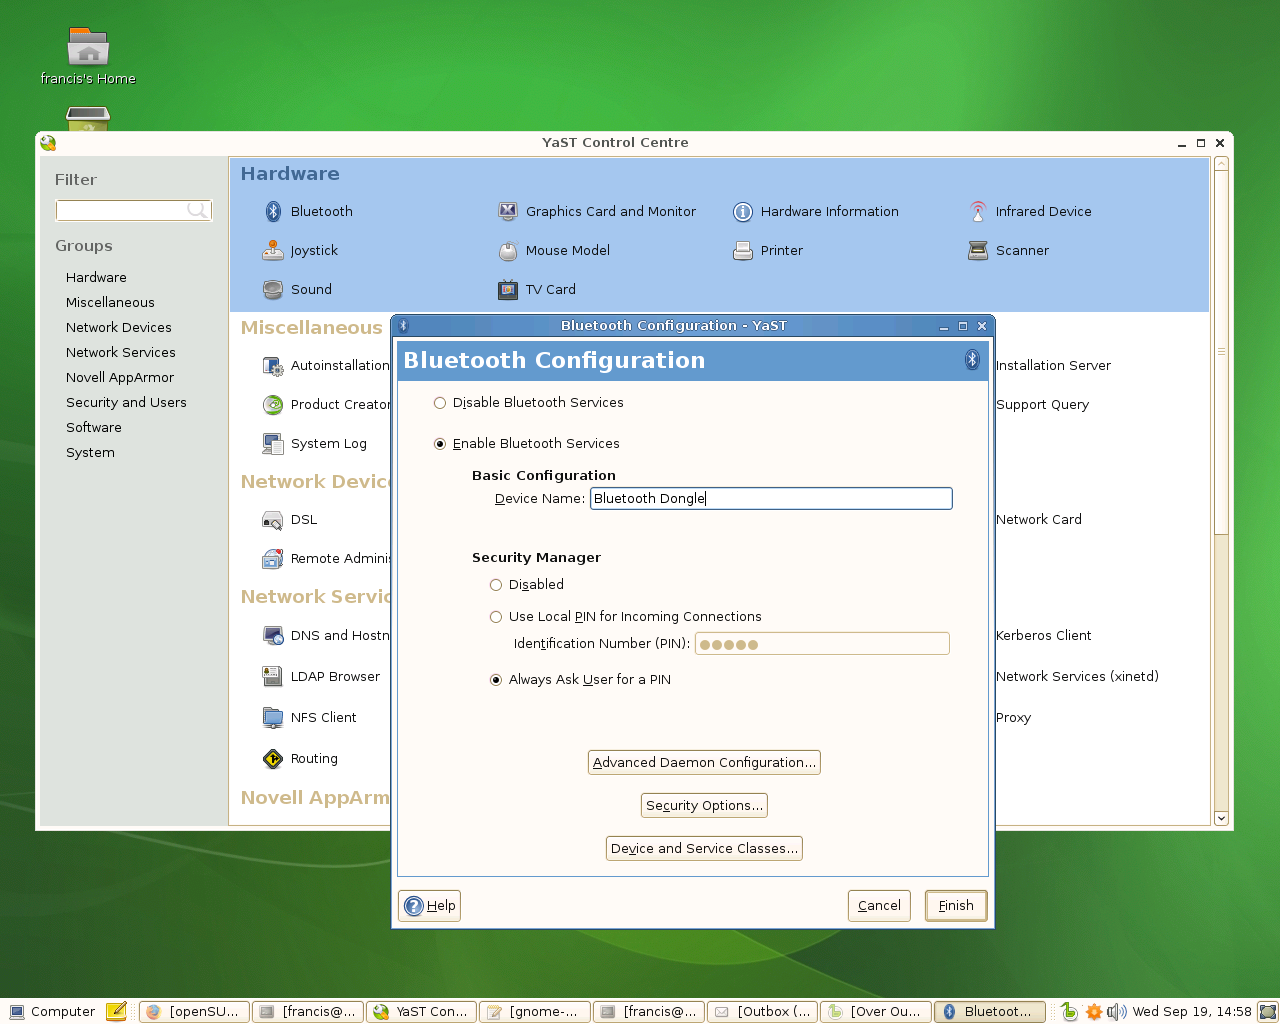 francis's Home
YaST Control Centre
Filter
Groups
Hardware
Miscellaneous
Network Devices
Network Services
Novell AppArmor
Security and Users
Software
System
Hardware
Bluetooth
Graphics Card and Monitor
Hardware Information
Infrared Device
Joystick
Mouse Model
Printer
Scanner
Sound
TV Card
Miscellaneous
Autoinstallation
Installation Server
Product Creator
Support Query
System Log
Network Device
DSL
Network Card
Remote Adminis
Network Servic
DNS and Hostn
Kerberos Client
LDAP Browser
Network Services (xinetd)
NFS Client
Proxy
Routing
Novell AppArm
Bluetooth Configuration - YaST
Bluetooth Configuration
Disable Bluetooth Services
Enable Bluetooth Services
Basic Configuration
Device Name: Bluetooth Dongle
Security Manager
Disabled
Use Local PIN for Incoming Connections
Identification Number (PIN): ●●●●●
Always Ask User for a PIN
Advanced Daemon Configuration...
Security Options...
Device and Service Classes...
Help
Cancel
Finish
Computer
[openSU...
[francis@...
YaST Con...
[gnome-...
[francis@...
[Outbox (...
[Over Ou...
Bluetoot...
Wed Sep 19, 14:58